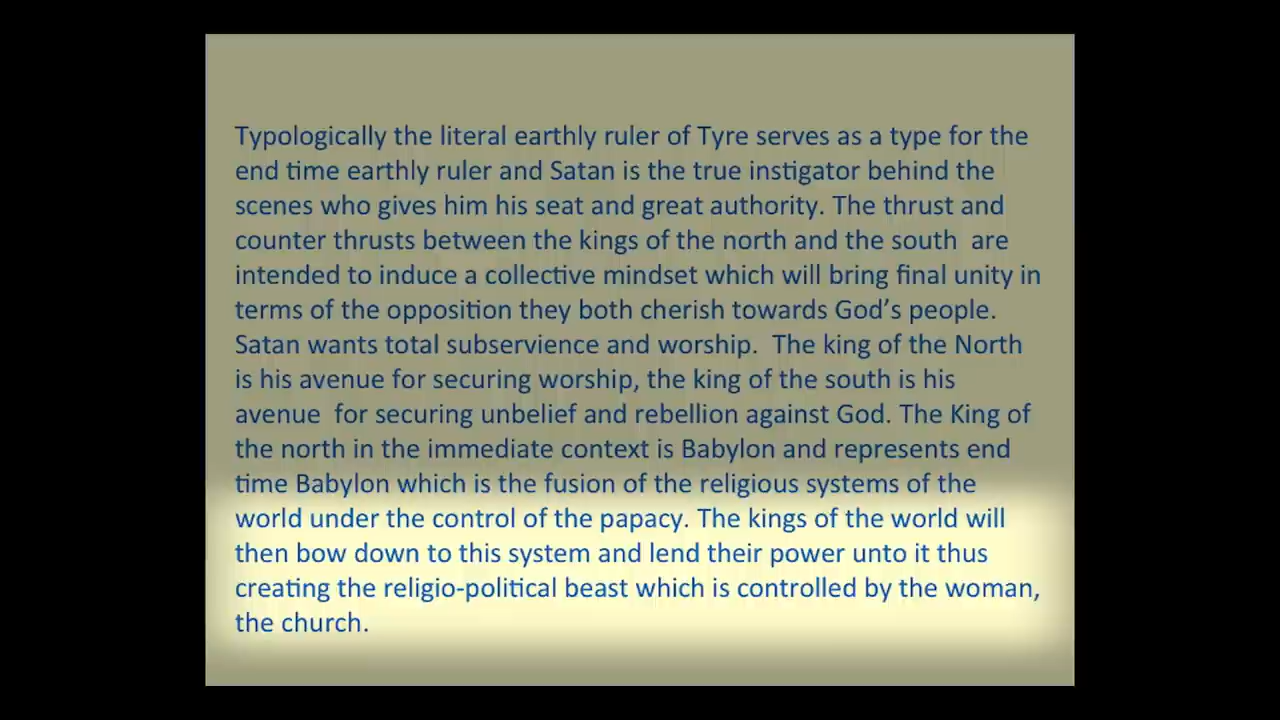 Typologically the literal earthly ruler of Tyre serves as a type for the
end time earthly ruler and Satan is the true instigator behind the
scenes who gives him his seat and great authority. The thrust and
counter thrusts between the kings of the north and the south  are
intended to induce a collective mindset which will bring final unity in
terms of the opposition they both cherish towards God’s people.
Satan wants total subservience and worship.  The king of the North
is his avenue for securing worship, the king of the south is his
avenue  for securing unbelief and rebellion against God. The King of
the north in the immediate context is Babylon and represents end
time Babylon which is the fusion of the religious systems of the
world under the control of the papacy. The kings of the world will
then bow down to this system and lend their power unto it thus
creating the religio-political beast which is controlled by the woman,
the church.